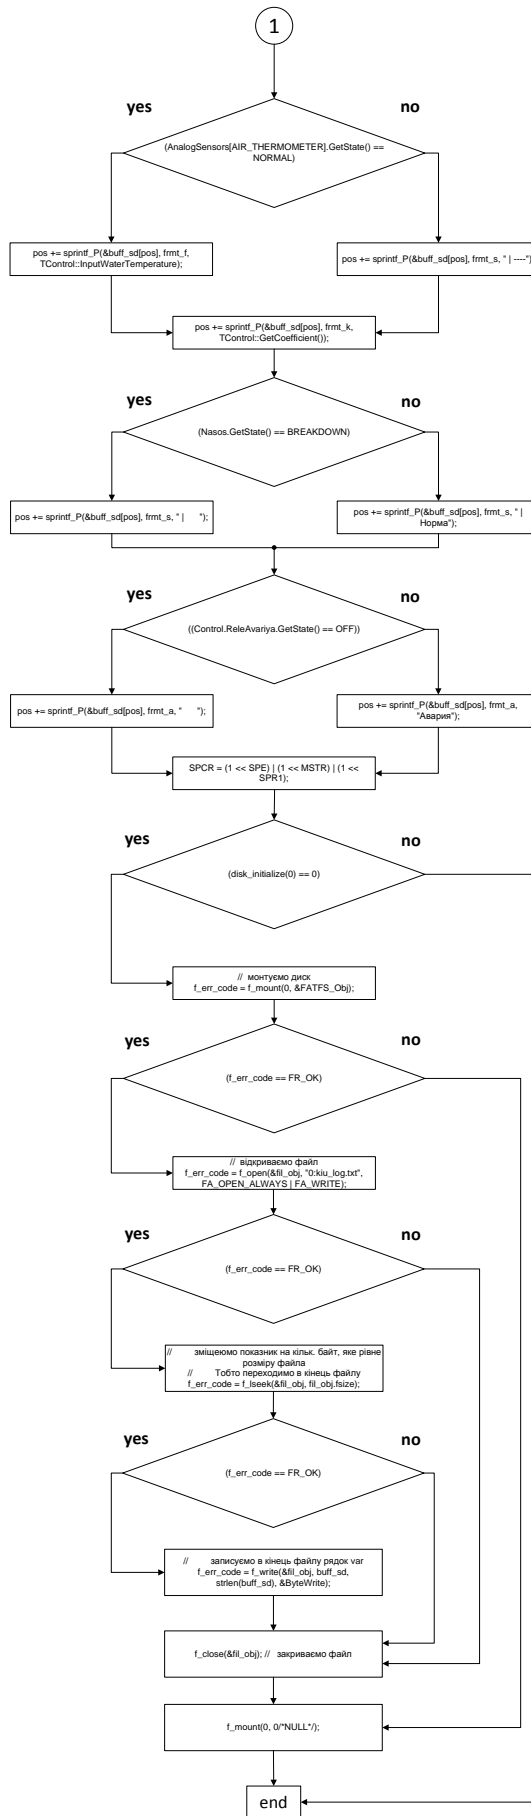 1
yes
no
(AnalogSensors[AIR_THERMOMETER].GetState() ==
NORMAL)
pos += sprintf_P(&buff_sd[pos], frmt_f,
TControl::InputWaterTemperature);
pos += sprintf_P(&buff_sd[pos], frmt_s, " | ----")
pos += sprintf_P(&buff_sd[pos], frmt_k,
TControl::GetCoefficient());
yes
no
(Nasos.GetState() == BREAKDOWN)
pos += sprintf_P(&buff_sd[pos], frmt_s, " |      ");
pos += sprintf_P(&buff_sd[pos], frmt_s, " |
Норма");
yes
no
((Control.ReleAvariya.GetState() == OFF))
pos += sprintf_P(&buff_sd[pos], frmt_a, "      ");
pos += sprintf_P(&buff_sd[pos], frmt_a,
"Авария");
SPCR = (1 << SPE) | (1 << MSTR) | (1 <<
SPR1);
yes
no
(disk_initialize(0) == 0)
// монтуємо диск
f_err_code = f_mount(0, &FATFS_Obj);
yes
no
(f_err_code == FR_OK)
// відкриваємо файл
f_err_code = f_open(&fil_obj, "0:kiu_log.txt",
FA_OPEN_ALWAYS | FA_WRITE);
yes
no
(f_err_code == FR_OK)
// зміщеюмо показник на кільк. байт, яке рівне
розміру файла
// Тобто переходимо в кінець файлу
f_err_code = f_lseek(&fil_obj, fil_obj.fsize);
yes
no
(f_err_code == FR_OK)
// записуємо в кінець файлу рядок var
f_err_code = f_write(&fil_obj, buff_sd,
strlen(buff_sd), &ByteWrite);
f_close(&fil_obj); // закриваємо файл
f_mount(0, 0/*NULL*/);
end